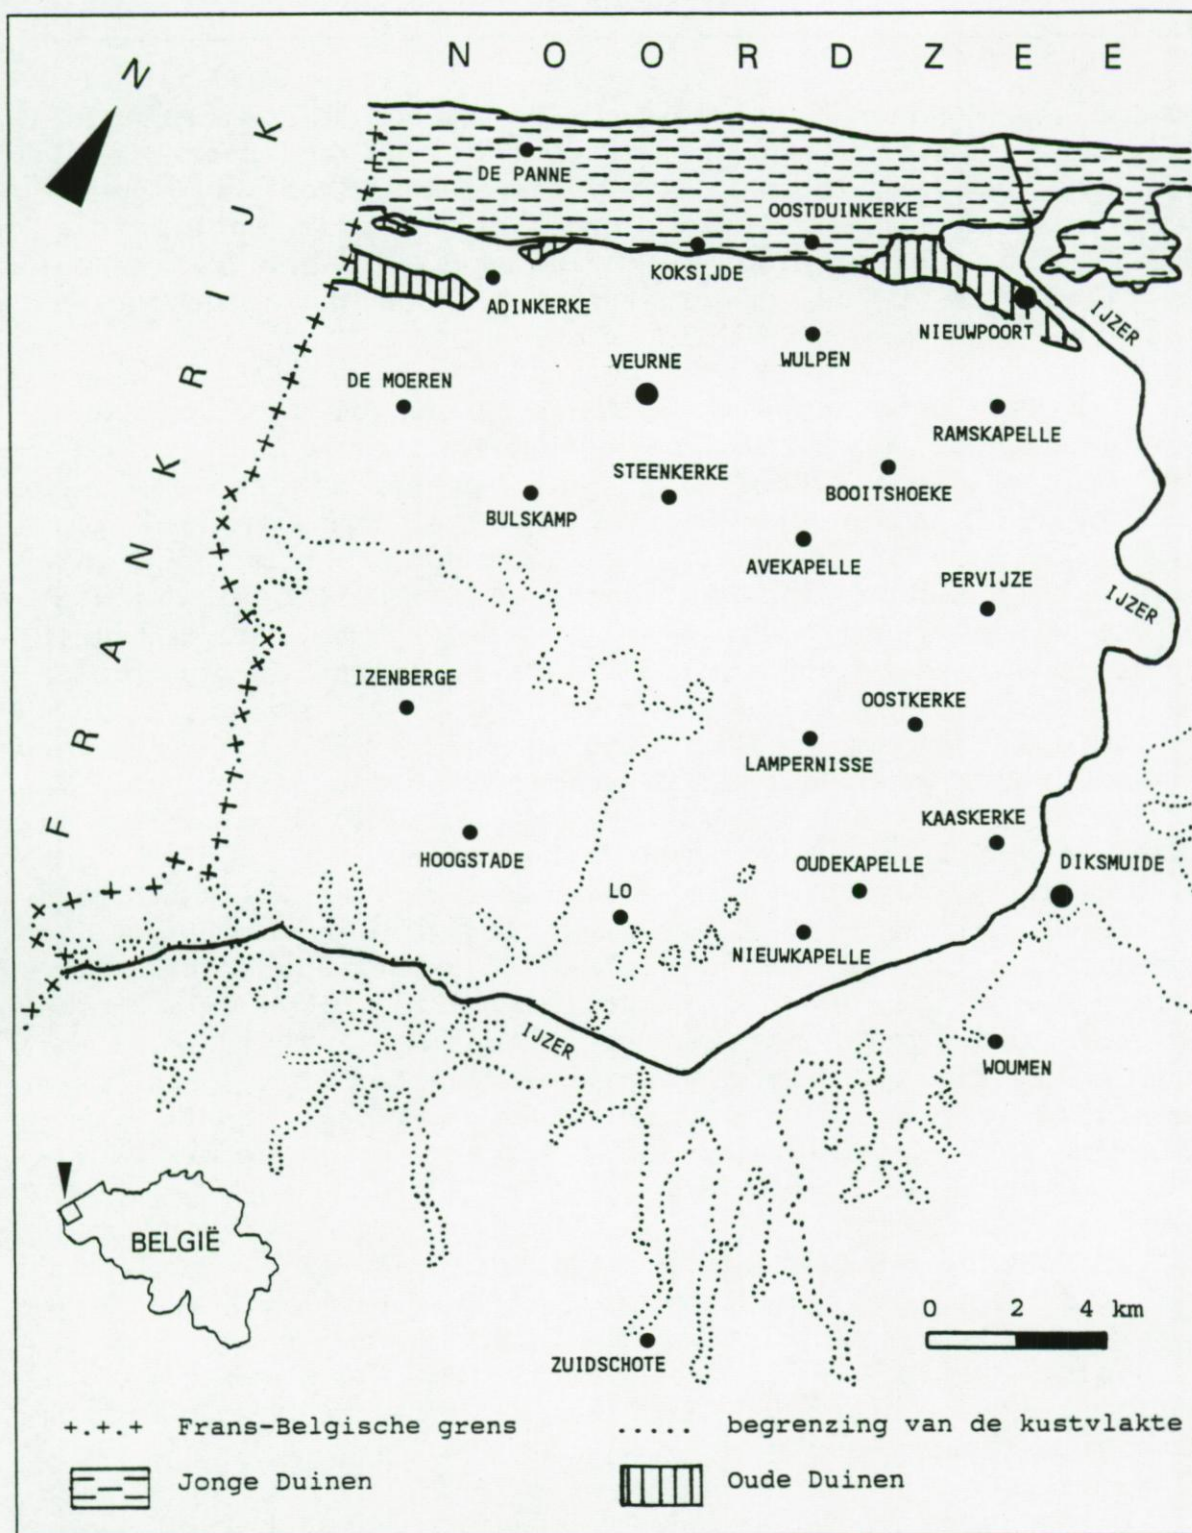 N O O R D Z E E
N
F R A N K R I J K
DE PANNE
OOSTDUINKERKE
KOKSIJDE
ADINKERKE
IJZER
NIEUWPOORT
WULPEN
VEURNE
DE MOEREN
RAMSKAPELLE
STEENKERKE
BOOITSHOEKE
BULSKAMP
AVEKAPELLE
PERVIJZE
IJZER
IZENBERGE
OOSTKERKE
LAMPERNISSE
KAASKERKE
HOOGSTADE
OUDEKAPELLE
DIKSMUIDE
LO
NIEUWKAPELLE
IJZER
WOUMEN
BELGIË
0 2 4 km
ZUIDSCHOTE
+.+.+ Frans-Belgische grens
..... begrenzing van de kustvlakte
Jonge Duinen
Oude Duinen